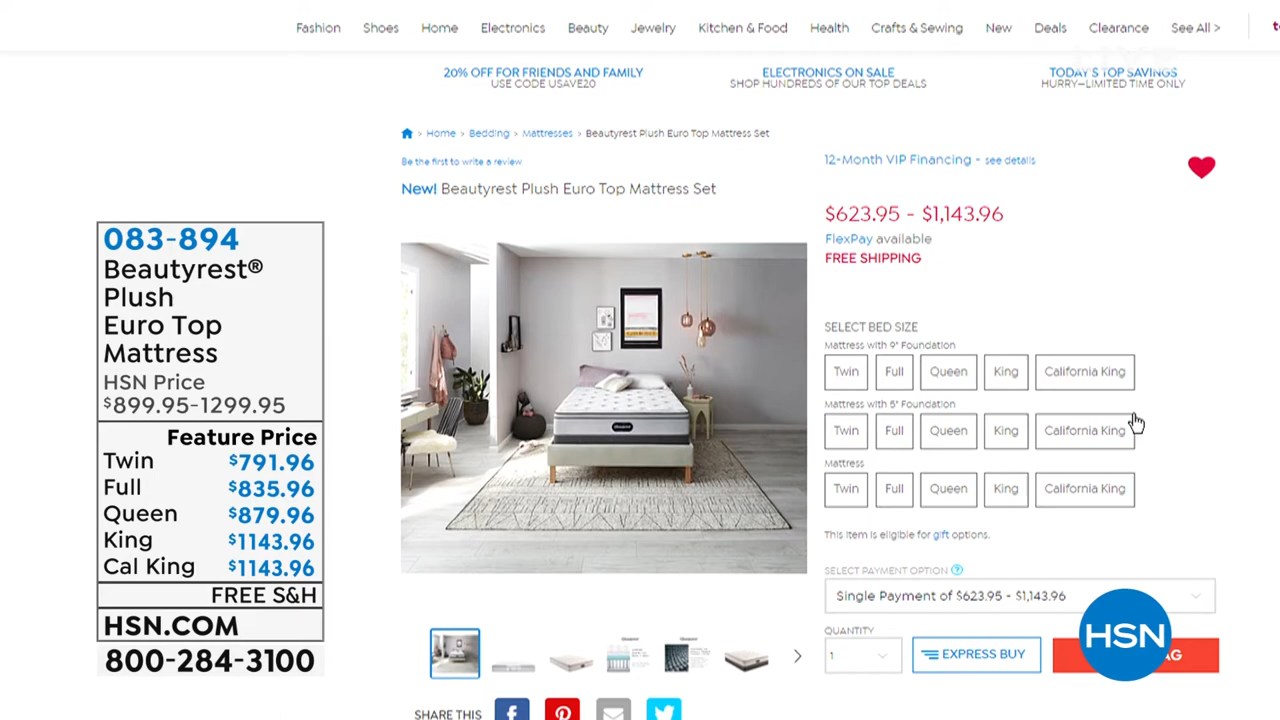 Fashion Shoes Home Electronics Beauty Jewelry Kitchen & Food Health Crafts & Sewing New Deals Clearance See All >
LIVE
20% OFF FOR FRIENDS AND FAMILY
USE CODE USAVE20
ELECTRONICS ON SALE
SHOP HUNDREDS OF OUR TOP DEALS
TODAY'S TOP SAVINGS
HURRY—LIMITED TIME ONLY
> Home > Bedding > Mattresses > Beautyrest Plush Euro Top Mattress Set
Be the first to write a review
New! Beautyrest Plush Euro Top Mattress Set
12-Month VIP Financing - see details
$623.95 - $1,143.96
FlexPay available
FREE SHIPPING
SELECT BED SIZE
Mattress with 9" Foundation
Twin Full Queen King California King
Mattress with 5" Foundation
Twin Full Queen King California King
Mattress
Twin Full Queen King California King
This item is eligible for gift options.
SELECT PAYMENT OPTION ?
Single Payment of $623.95 - $1,143.96
QUANTITY
1
EXPRESS BUY
AG
HSN
SHARE THIS
083-894
Beautyrest®
Plush
Euro Top
Mattress
HSN Price
$899.95-1299.95
Feature Price
Twin $791.96
Full $835.96
Queen $879.96
King $1143.96
Cal King $1143.96
FREE S&H
HSN.COM
800-284-3100